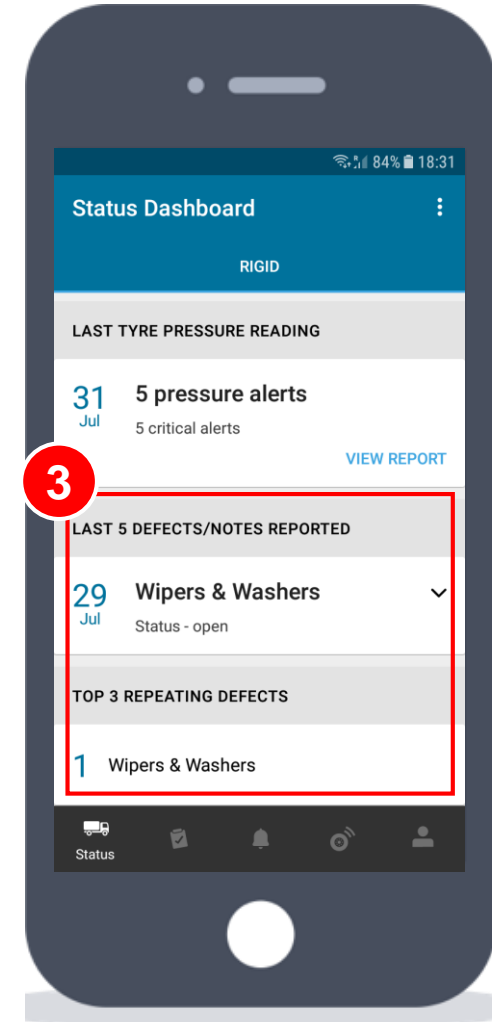 84% 18:31
Status Dashboard
RIGID
LAST TYRE PRESSURE READING
31 5 pressure alerts
Jul 5 critical alerts
VIEW REPORT
3
LAST 5 DEFECTS/NOTES REPORTED
29 Wipers & Washers
Jul Status - open
TOP 3 REPEATING DEFECTS
1 Wipers & Washers
Status